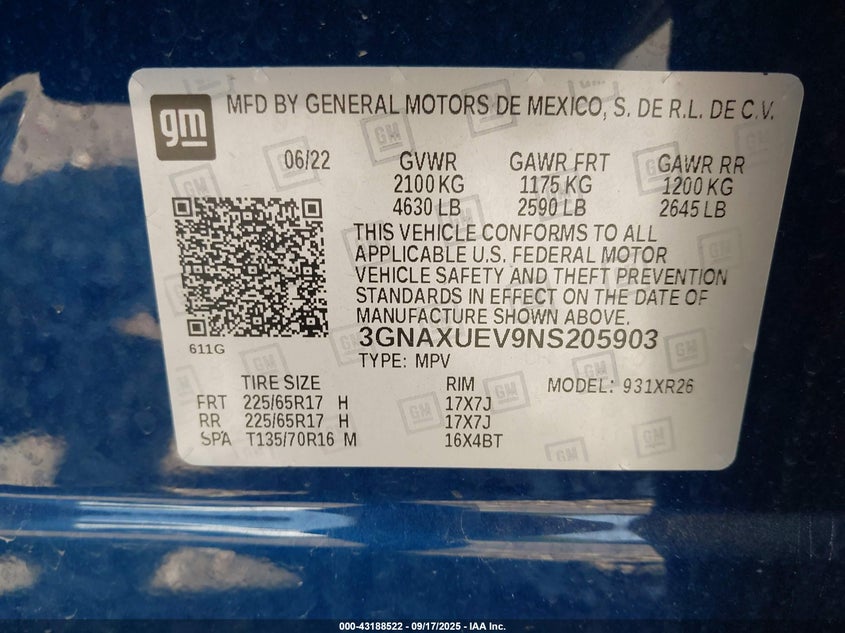 gm
MFD BY GENERAL MOTORS DE MEXICO, S. DE R.L. DE C.V.
06/22 GVWR GAWR FRT GAWR RR
2100 KG 1175 KG 1200 KG
4630 LB 2590 LB 2645 LB
THIS VEHICLE CONFORMS TO ALL
APPLICABLE U.S. FEDERAL MOTOR
VEHICLE SAFETY AND THEFT PREVENTION
STANDARDS IN EFFECT ON THE DATE OF
MANUFACTURE SHOWN ABOVE.
611G
3GNAXUEV9NS205903
TYPE: MPV
TIRE SIZE RIM MODEL: 931XR26
FRT 225/65R17 H 17X7J
RR 225/65R17 H 17X7J
SPA T135/70R16 M 16X4BT
000-43188522 - 09/17/2025 - IAA Inc.